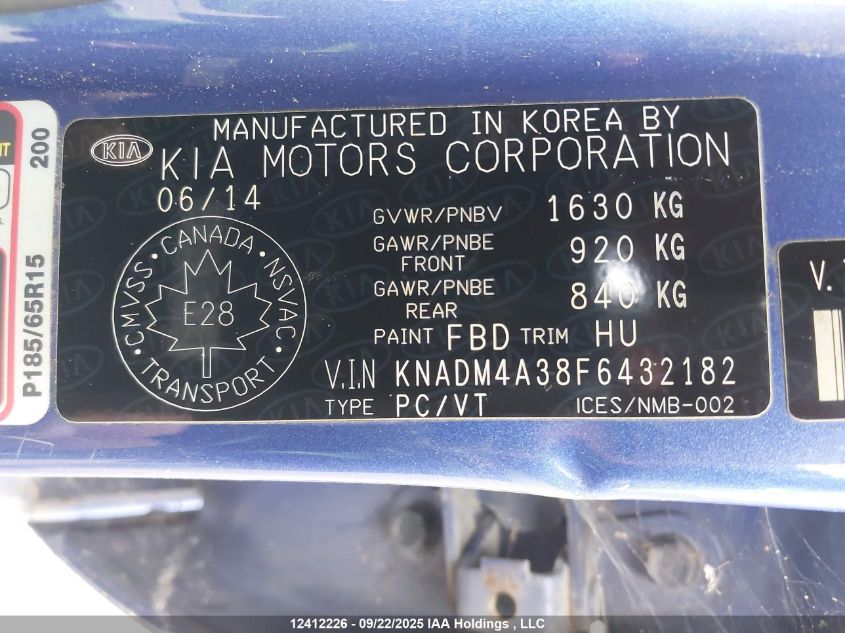 MANUFACTURED IN KOREA BY
KIA
KIA MOTORS CORPORATION
06/14
GVWR/PNBV 1630 KG
GAWR/PNBE FRONT 920 KG
GAWR/PNBE REAR 840 KG
PAINT FBD TRIM HU
V.I.N KNADM4A38F6432182
TYPE PC/VT ICES/NMB-002
CANADA
CMVSS
NSVAC
E28
TRANSPORT
200
P185/65R15
V.
12412226 - 09/22/2025 IAA Holdings , LLC